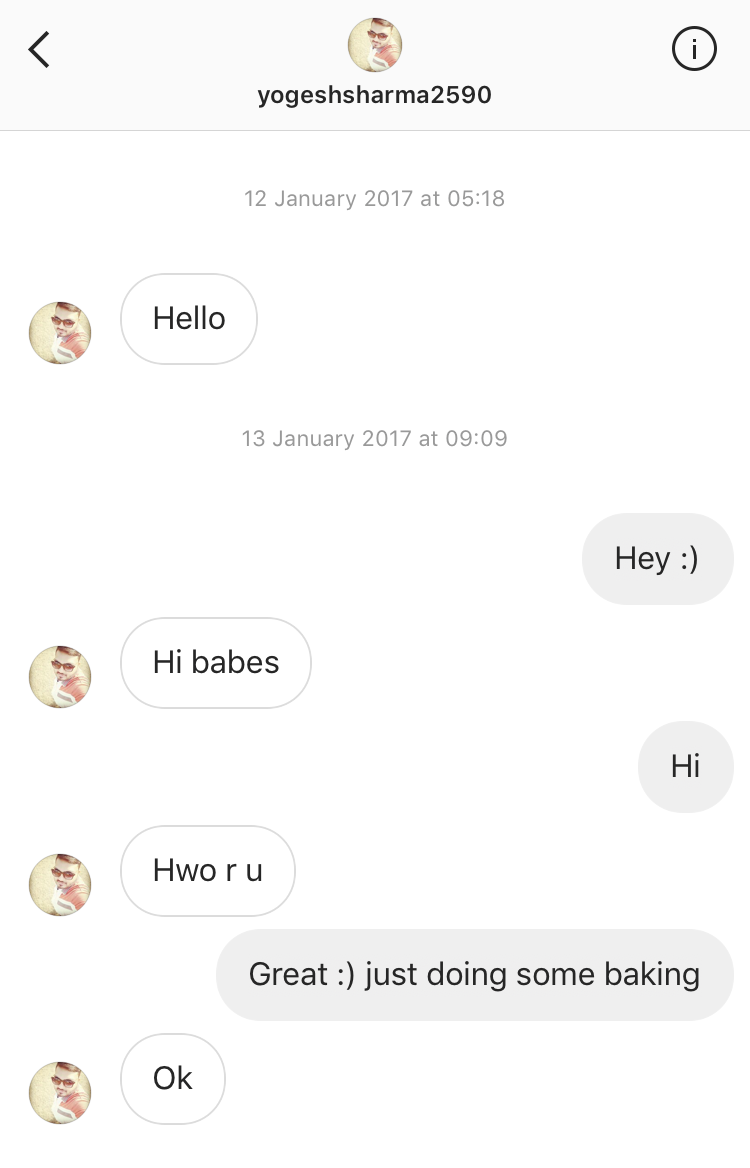 yogeshsharma2590
12 January 2017 at 05:18
Hello
13 January 2017 at 09:09
Hey :)
Hi babes
Hi
Hwo r u
Great :) just doing some baking
Ok